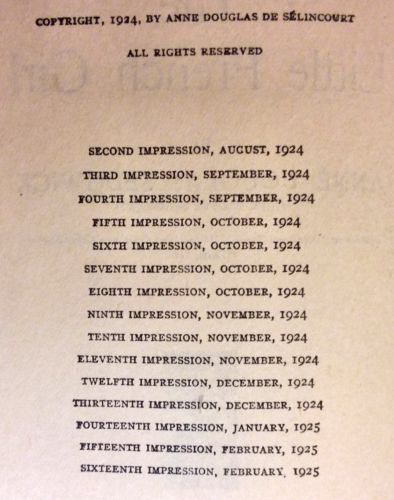 COPYRIGHT, 1924, BY ANNE DOUGLAS DE SÉLINCOURT
ALL RIGHTS RESERVED
SECOND IMPRESSION, AUGUST, 1924
THIRD IMPRESSION, SEPTEMBER, 1924
FOURTH IMPRESSION, SEPTEMBER, 1924
FIFTH IMPRESSION, OCTOBER, 1924
SIXTH IMPRESSION, OCTOBER, 1924
SEVENTH IMPRESSION, OCTOBER, 1924
EIGHTH IMPRESSION, OCTOBER, 1924
NINTH IMPRESSION, NOVEMBER, 1924
TENTH IMPRESSION, NOVEMBER, 1924
ELEVENTH IMPRESSION, NOVEMBER, 1924
TWELFTH IMPRESSION, DECEMBER, 1924
THIRTEENTH IMPRESSION, DECEMBER, 1924
FOURTEENTH IMPRESSION, JANUARY, 1925
FIFTEENTH IMPRESSION, FEBRUARY, 1925
SIXTEENTH IMPRESSION, FEBRUARY, 1925